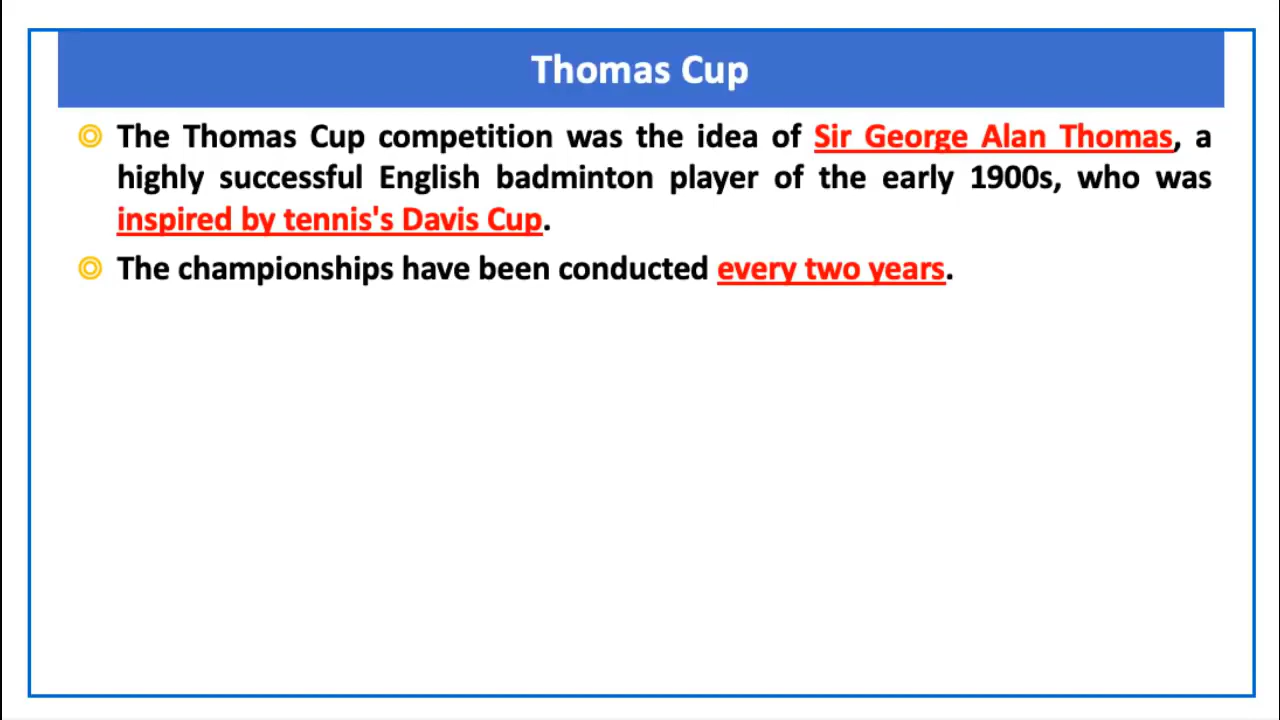 Thomas Cup
The Thomas Cup competition was the idea of Sir George Alan Thomas, a
highly successful English badminton player of the early 1900s, who was
inspired by tennis's Davis Cup.
The championships have been conducted every two years.